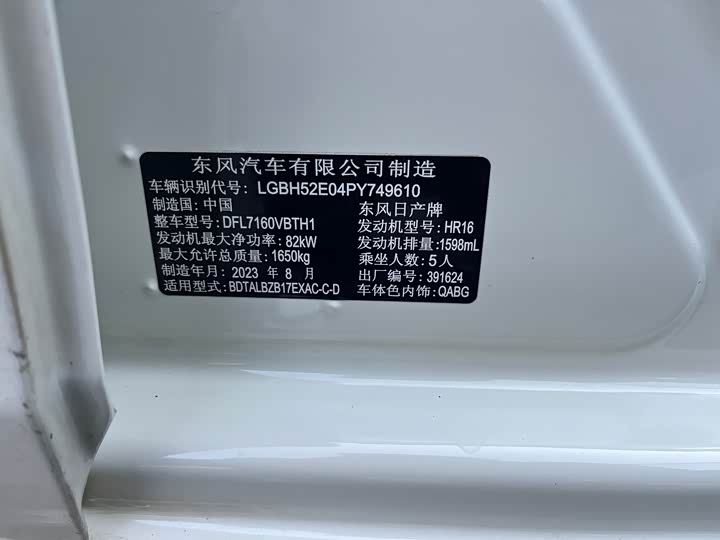 东风汽车有限公司制造
车辆识别代号: LGBH52E04PY749610
制造国: 中国 东风日产牌
整车型号: DFL7160VBTH1 发动机型号: HR16
发动机最大净功率: 82kW 发动机排量: 1598mL
最大允许总质量: 1650kg 乘坐人数: 5人
制造年月: 2023 年 8 月 出厂编号: 391624
适用型式: BDTALBZB17EXAC-C-D 车体色内饰: QABG